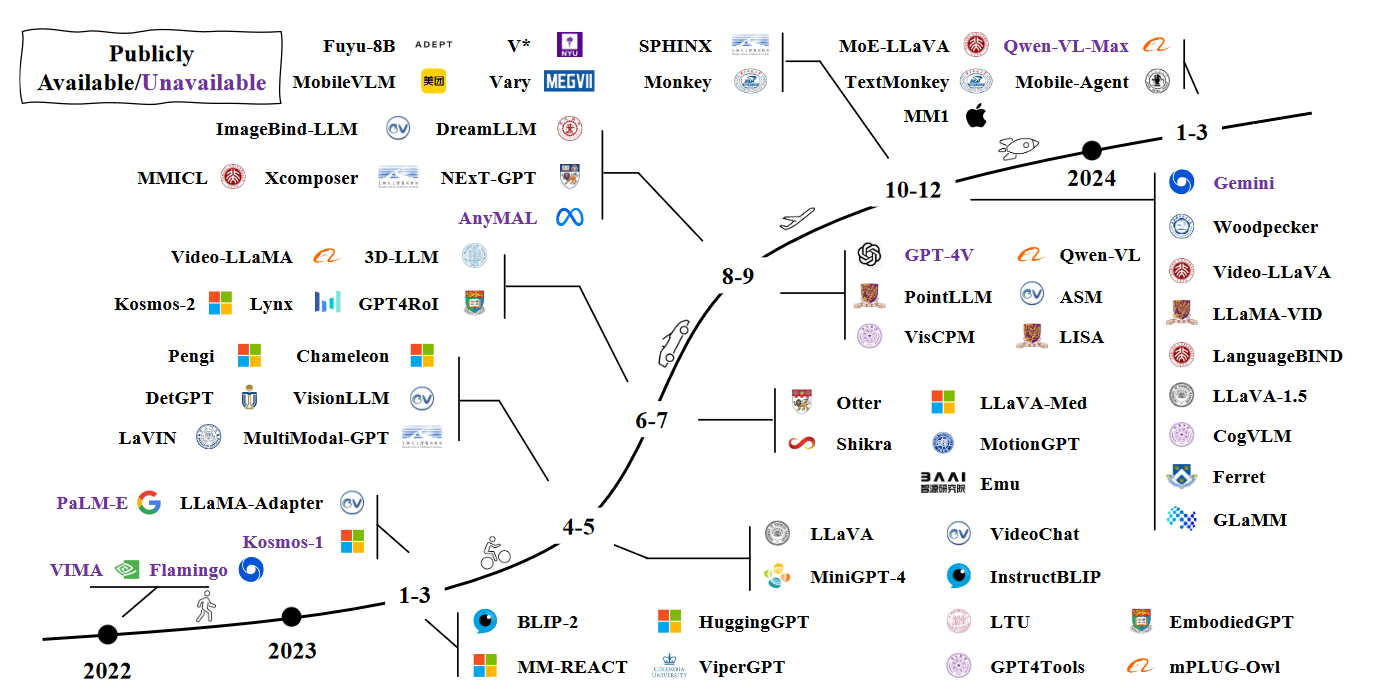 Publicly
Available/Unavailable
Fuyu-8B ADEPT V* NYU SPHINX MoE-LLaVA Qwen-VL-Max
MobileVLM 美团 Vary MEGVII Monkey TextMonkey Mobile-Agent
MM1
ImageBind-LLM DreamLLM
1-3
MMICL Xcomposer NExT-GPT
10-12
2024
AnyMAL
Gemini
Woodpecker
Video-LLaVA
LLaMA-VID
LanguageBIND
LLaVA-1.5
CogVLM
Ferret
GLaMM
Video-LLaMA 3D-LLM
8-9
GPT-4V Qwen-VL
Kosmos-2 Lynx GPT4RoI
PointLLM ASM
VisCPM LISA
Pengi Chameleon
DetGPT VisionLLM
LaVIN MultiModal-GPT
6-7
Otter LLaVA-Med
Shikra MotionGPT
BAAI
智源研究院
Emu
PaLM-E LLaMA-Adapter
Kosmos-1
4-5
LLaVA VideoChat
MiniGPT-4 InstructBLIP
VIMA Flamingo
1-3
BLIP-2 HuggingGPT LTU EmbodiedGPT
MM-REACT COLUMBIA UNIVERSITY ViperGPT GPT4Tools mPLUG-Owl
2022
2023